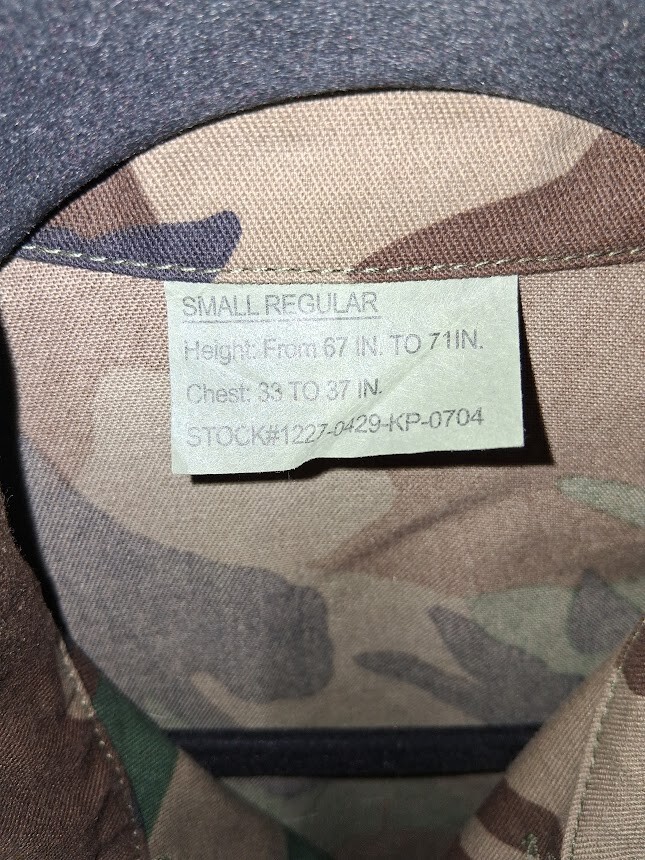 SMALL REGULAR
Height: From 67 IN. TO 71IN.
Chest: 33 TO 37 IN.
STOCK#1227-0429-KP-0704